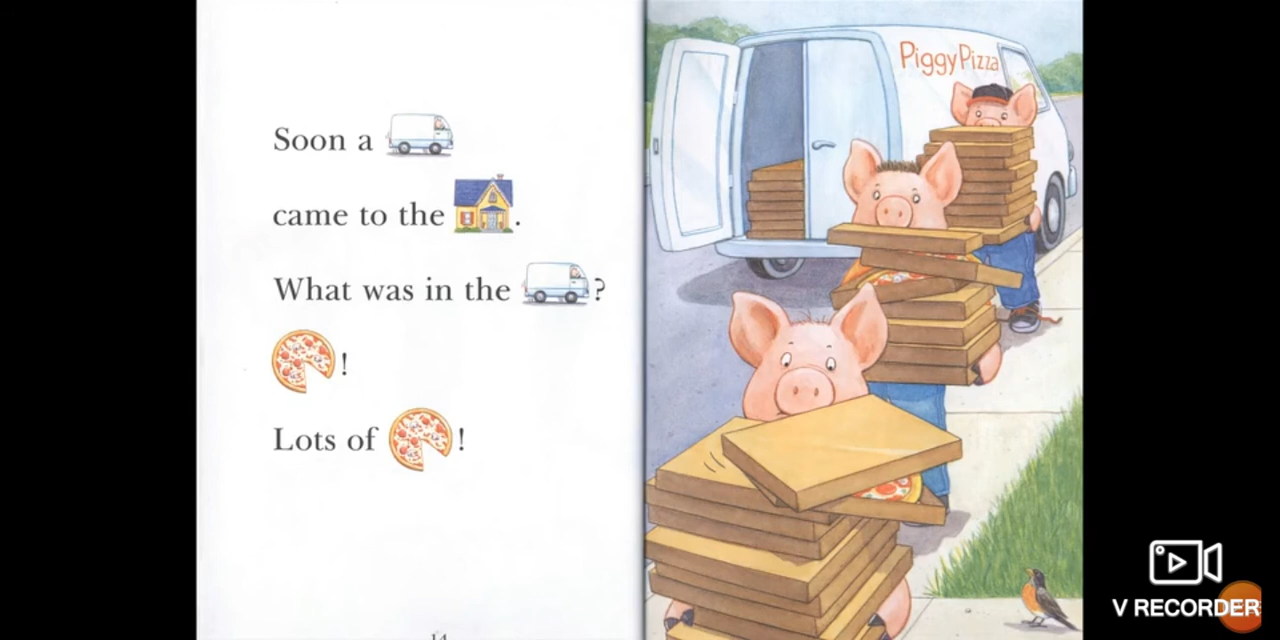 Soon a
came to the .
What was in the ?
!
Lots of !
14
Piggy Pizza
V RECORDER